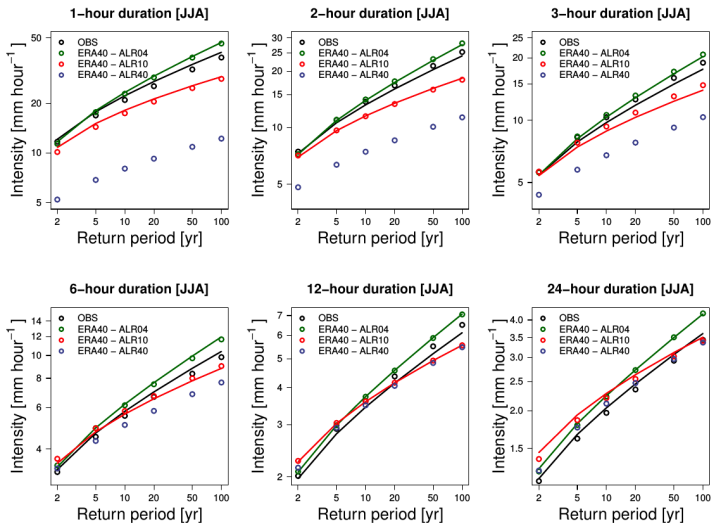 1−hour duration [JJA]
2−hour duration [JJA]
3−hour duration [JJA]
Intensity [mm hour⁻¹]
50
20
10
5
OBS
ERA40 − ALR04
ERA40 − ALR10
ERA40 − ALR40
2 5 10 20 50 100
Return period [yr]
Intensity [mm hour⁻¹]
30
25
20
15
10
5
OBS
ERA40 − ALR04
ERA40 − ALR10
ERA40 − ALR40
2 5 10 20 50 100
Return period [yr]
Intensity [mm hour⁻¹]
25
20
15
10
5
OBS
ERA40 − ALR04
ERA40 − ALR10
ERA40 − ALR40
2 5 10 20 50 100
Return period [yr]
6−hour duration [JJA]
12−hour duration [JJA]
24−hour duration [JJA]
Intensity [mm hour⁻¹]
14
12
10
8
6
4
OBS
ERA40 − ALR04
ERA40 − ALR10
ERA40 − ALR40
2 5 10 20 50 100
Return period [yr]
Intensity [mm hour⁻¹]
7
6
5
4
3
2
OBS
ERA40 − ALR04
ERA40 − ALR10
ERA40 − ALR40
2 5 10 20 50 100
Return period [yr]
Intensity [mm hour⁻¹]
4.0
3.5
3.0
2.5
2.0
1.5
OBS
ERA40 − ALR04
ERA40 − ALR10
ERA40 − ALR40
2 5 10 20 50 100
Return period [yr]